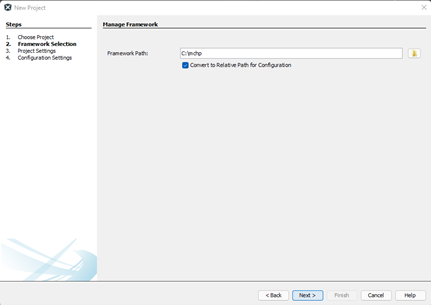 New Project
Steps
1. Choose Project
2. Framework Selection
3. Project Settings
4. Configuration Settings
Manage Framework
Framework Path: C:\mchp
Convert to Relative Path for Configuration
< Back Next > Finish Cancel Help